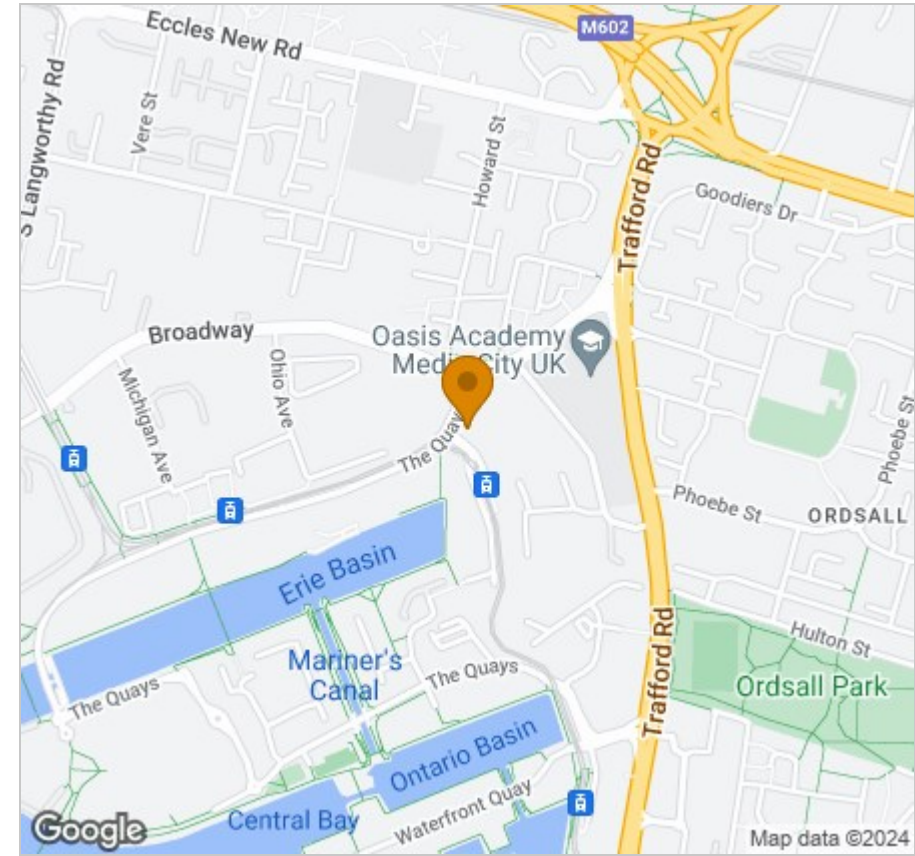 M602
Eccles New Rd
S Langworthy Rd
Vere St
Howard St
Trafford Rd
Goodiers Dr
Broadway
Oasis Academy
Media City UK
Ohio Ave
Michigan Ave
The Quays
Phoebe St
Phoebe St
ORDSALL
Erie Basin
Hulton St
Mariner's
Canal
The Quays
The Quays
Trafford Rd
Ordsall Park
Ontario Basin
Central Bay
Waterfront Quay
Google
Map data ©2024